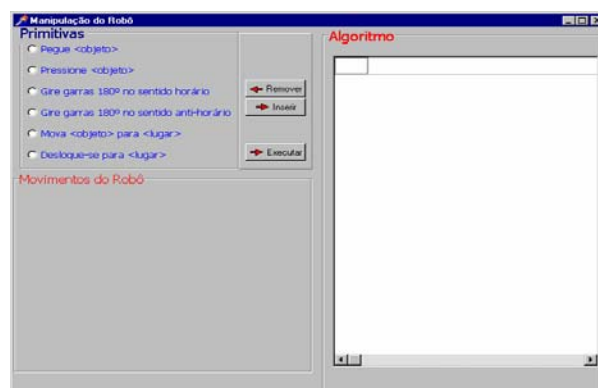 Manipulação do Robô
Primitivas
Pegue <objeto>
Pressione <objeto>
Gire garras 180º no sentido horário
Gire garras 180º no sentido anti-horário
Mova <objeto> para <lugar>
Desloque-se para <lugar>
Remover
Inserir
Executar
Movimentos do Robô
Algoritmo